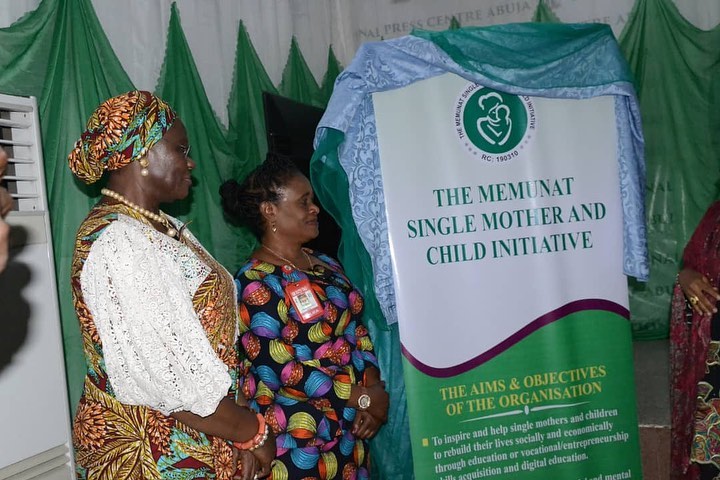 NAL PRESS CENTRE ABUJA
THE MEMUNAT SINGLE
INITIATIVE
RC: 190310
THE MEMUNAT
SINGLE MOTHER AND
CHILD INITIATIVE
THE AIMS & OBJECTIVES
OF THE ORGANISATION
To inspire and help single mothers and children
to rebuild their lives socially and economically
through education or vocational/entrepreneurship
skills acquisition and digital education.
and mental